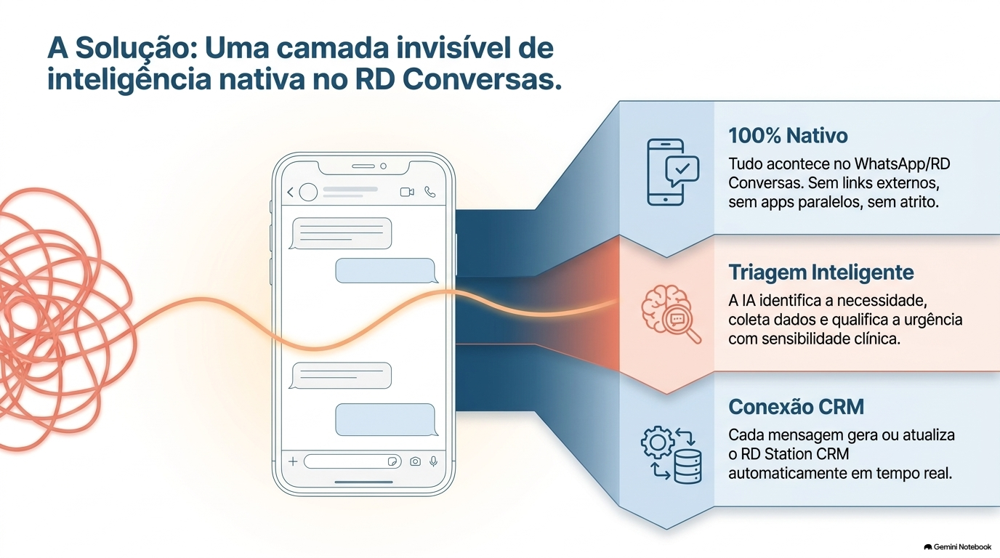 A Solução: Uma camada invisível de
inteligência nativa no RD Conversas.
100% Nativo
Tudo acontece no WhatsApp/RD
Conversas. Sem links externos,
sem apps paralelos, sem atrito.
Triagem Inteligente
A IA identifica a necessidade,
coleta dados e qualifica a urgência
com sensibilidade clínica.
Conexão CRM
Cada mensagem gera ou atualiza
o RD Station CRM
automaticamente em tempo real.
Gemini Notebook